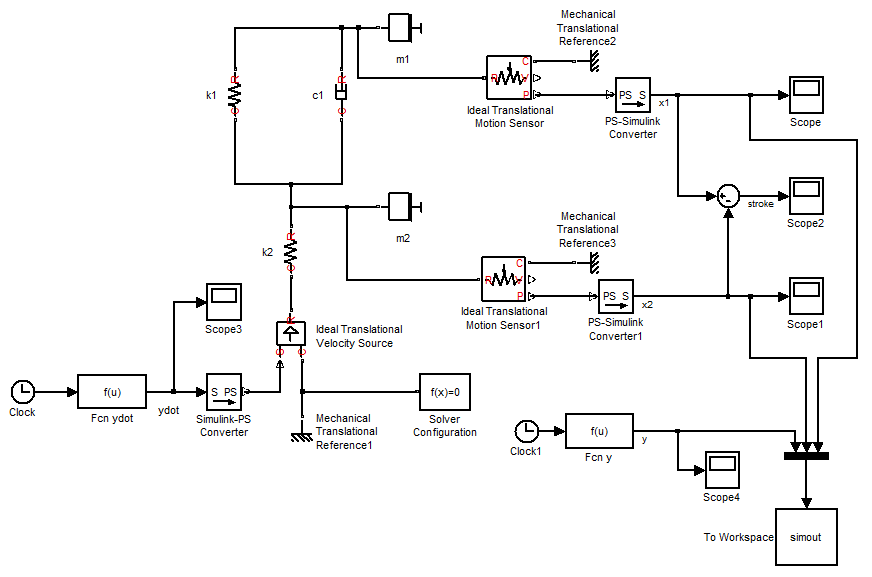 Mechanical
Translational
Reference2
m1
k1
R
C
c1
R
C
R
C
V
P
Ideal Translational
Motion Sensor
PS S
PS-Simulink
Converter
x1
Scope
m2
k2
R
C
Mechanical
Translational
Reference3
stroke
Scope2
R
C
V
P
Ideal Translational
Motion Sensor1
PS S
PS-Simulink
Converter1
x2
Scope1
Scope3
R
C
Ideal Translational
Velocity Source
Clock
f(u)
Fcn ydot
ydot
S PS
Simulink-PS
Converter
Mechanical
Translational
Reference1
f(x)=0
Solver
Configuration
Clock1
f(u)
Fcn y
y
Scope4
To Workspace
simout